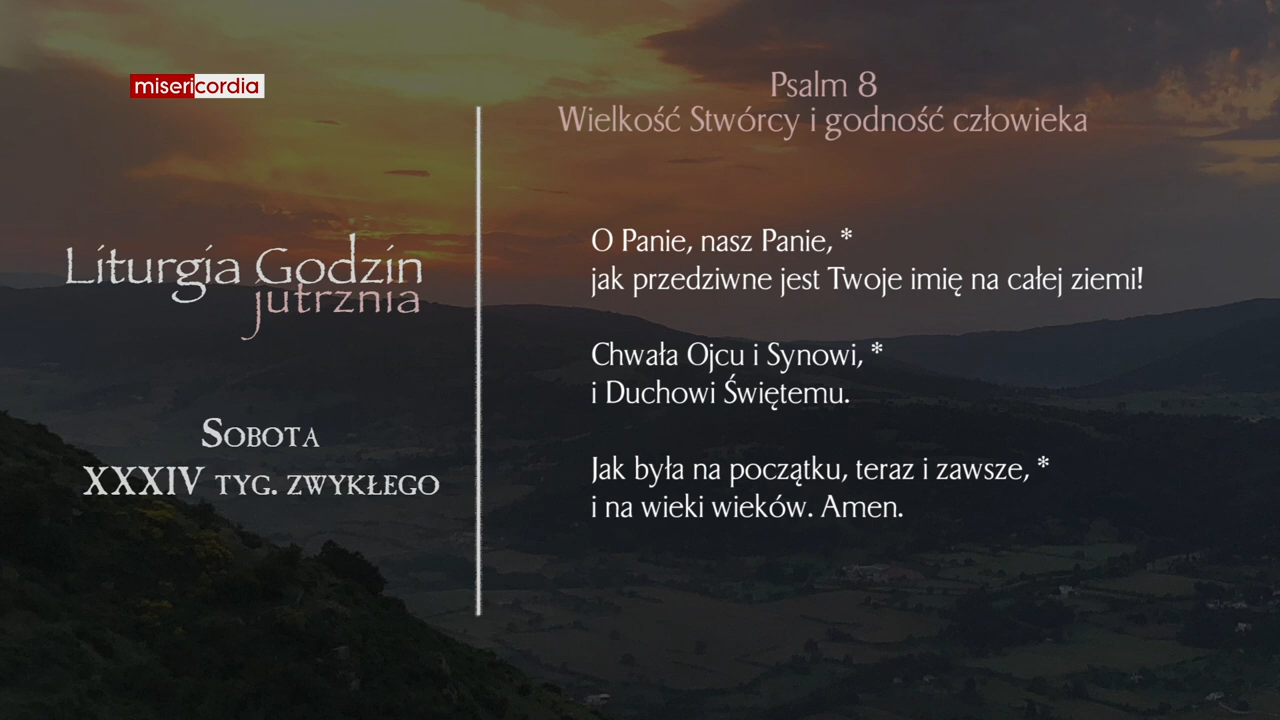 misericordia
Liturgia Godzin
jutrznia
Sobota
XXXIV tyg. zwykłego
Psalm 8
Wielkość Stwórcy i godność człowieka
O Panie, nasz Panie, *
jak przedziwne jest Twoje imię na całej ziemi!
Chwała Ojcu i Synowi, *
i Duchowi Świętemu.
Jak była na początku, teraz i zawsze, *
i na wieki wieków. Amen.